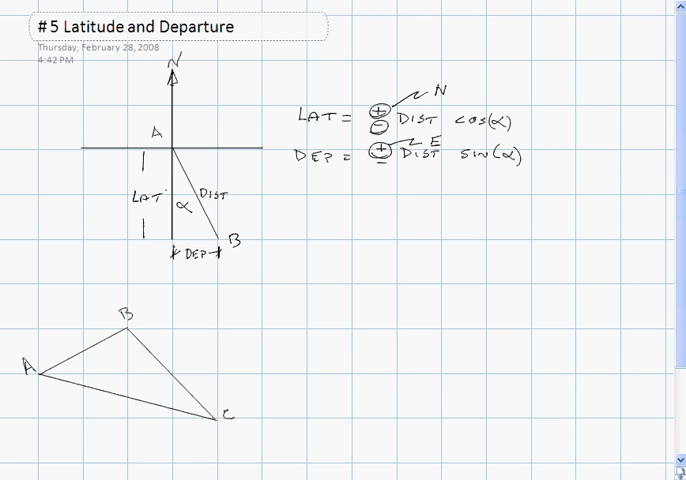 # 5 Latitude and Departure
Thursday, February 28, 2008
4:42 PM
N
A
LAT
DIST
α
B
DEP
LAT = ± DIST cos(α)
N
DEP = ± DIST sin(α)
E
B
A
C